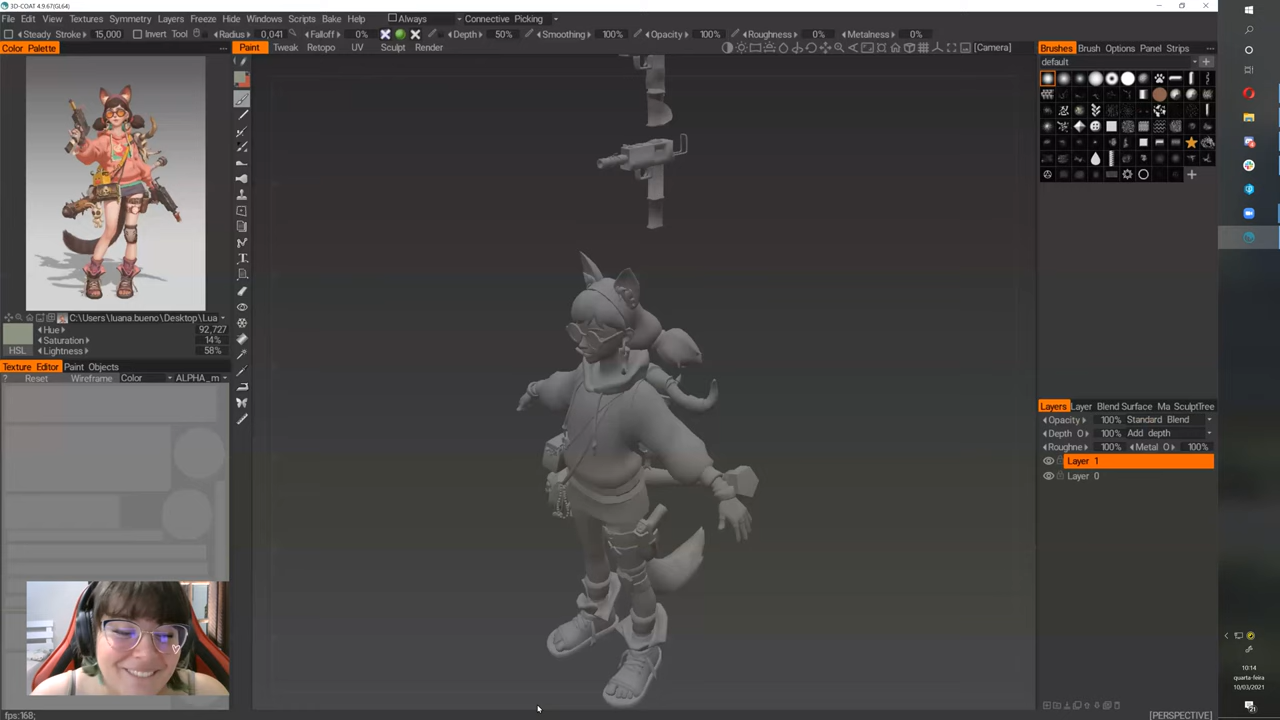 3D-COAT 4.9.67(GL64)
File Edit View Textures Symmetry Layers Freeze Hide Windows Scripts Bake Help Always Connective Picking
Steady Stroke 15,000 Invert Tool Radius 0,041 Falloff 0% Depth 50% Smoothing 100% Opacity 100% Roughness 0% Metalness 0%
Color Palette
Paint Tweak Retopo UV Sculpt Render
[Camera]
Brushes Brush Options Panel Strips
default
C:\Users\luana.bueno\Desktop\Lua
Hue 92,727
Saturation 14%
HSL Lightness 58%
Texture Editor Paint Objects
? Reset Wireframe Color ALPHA_m
Layers Layer Blend Surface Ma SculptTree
Opacity 100% Standard Blend
Depth O 100% Add depth
Roughne 100% Metal O 100%
Layer 1
Layer 0
10:14
quarta-feira
10/03/2021
21
fps:168;
[PERSPECTIVE]